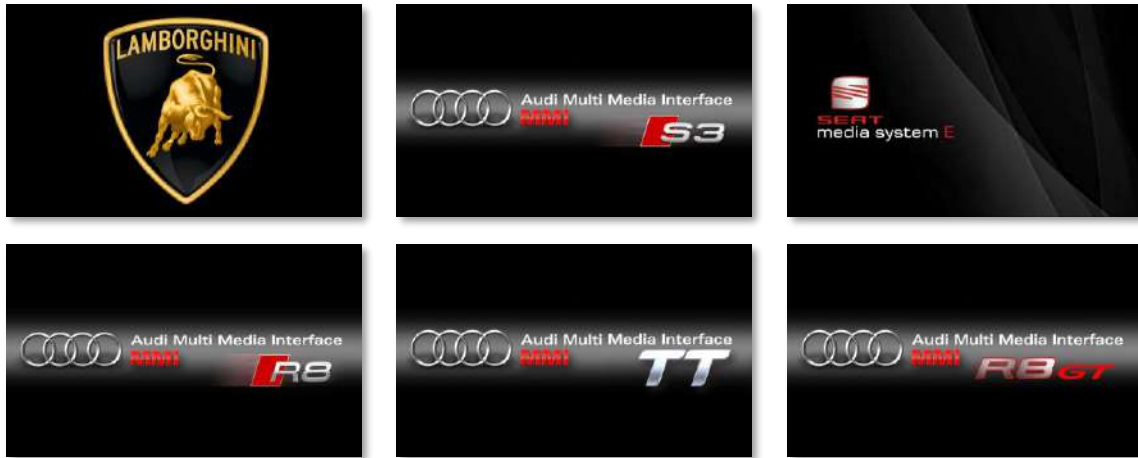 LAMBORGHINI
Audi Multi Media Interface
MMI
S3
SEAT
media system E
Audi Multi Media Interface
MMI
R8
Audi Multi Media Interface
MMI
TT
Audi Multi Media Interface
MMI
R8 GT